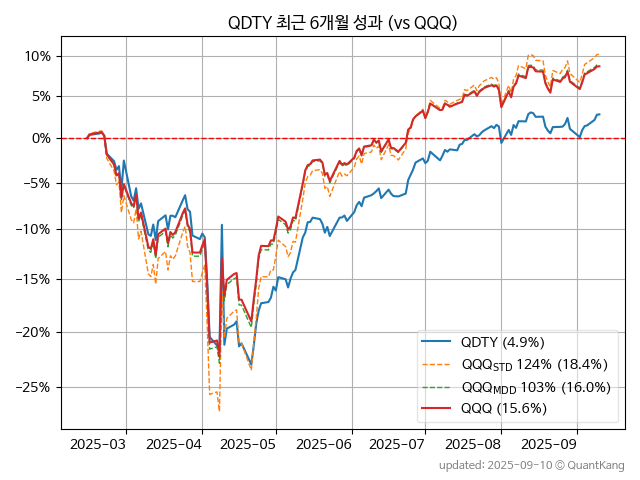 QDTY 최근 6개월 성과 (vs QQQ)
10%
5%
0%
−5%
−10%
−15%
−20%
−25%
QDTY (4.9%)
QQQSTD 124% (18.4%)
QQQMDD 103% (16.0%)
QQQ (15.6%)
2025-03 2025-04 2025-05 2025-06 2025-07 2025-08 2025-09
updated: 2025-09-10 © QuantKang